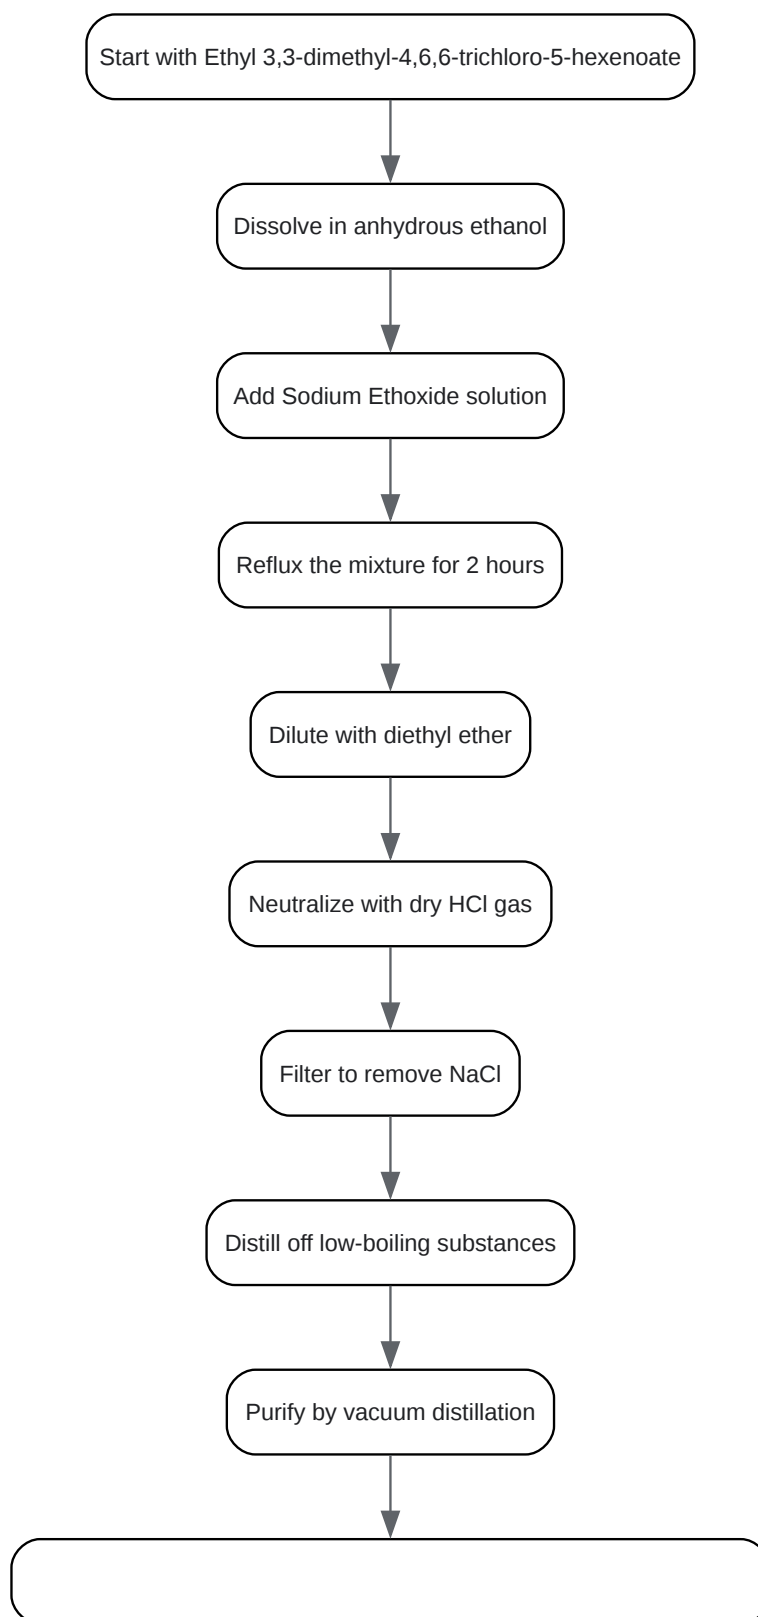 Start with Ethyl 3,3-dimethyl-4,6,6-trichloro-5-hexenoate
Dissolve in anhydrous ethanol
Add Sodium Ethoxide solution
Reflux the mixture for 2 hours
Dilute with diethyl ether
Neutralize with dry HCl gas
Filter to remove NaCl
Distill off low-boiling substances
Purify by vacuum distillation